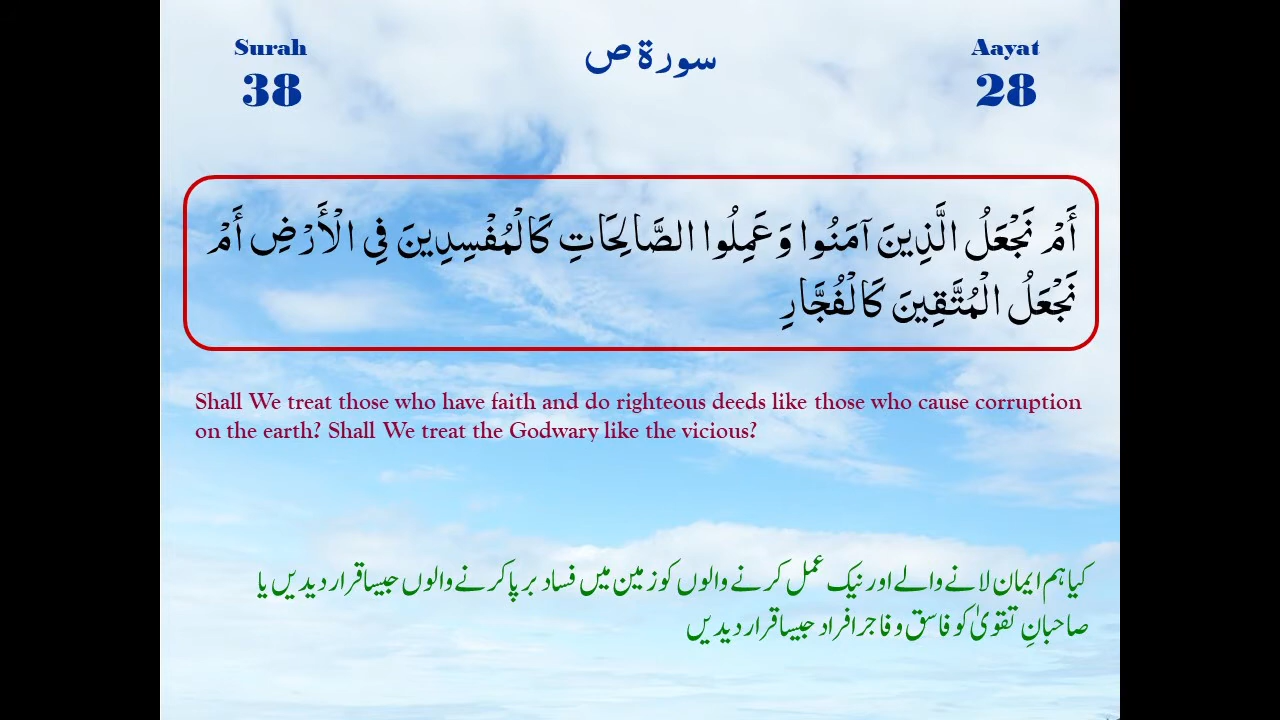 Surah
38
سورة ص
Aayat
28
أَمْ نَجْعَلُ الَّذِينَ آمَنُوا وَعَمِلُوا الصَّالِحَاتِ كَالْمُفْسِدِينَ فِي الْأَرْضِ أَمْ
نَجْعَلُ الْمُتَّقِينَ كَالْفُجَّارِ
Shall We treat those who have faith and do righteous deeds like those who cause corruption
on the earth? Shall We treat the Godwary like the vicious?
کیا ہم ایمان لانے والے اور نیک عمل کرنے والوں کو زمین میں فساد برپا کرنے والوں جیسا قرار دیدیں یا
صاحبانِ تقویٰ کو فاسق و فاجر افراد جیسا قرار دیدیں